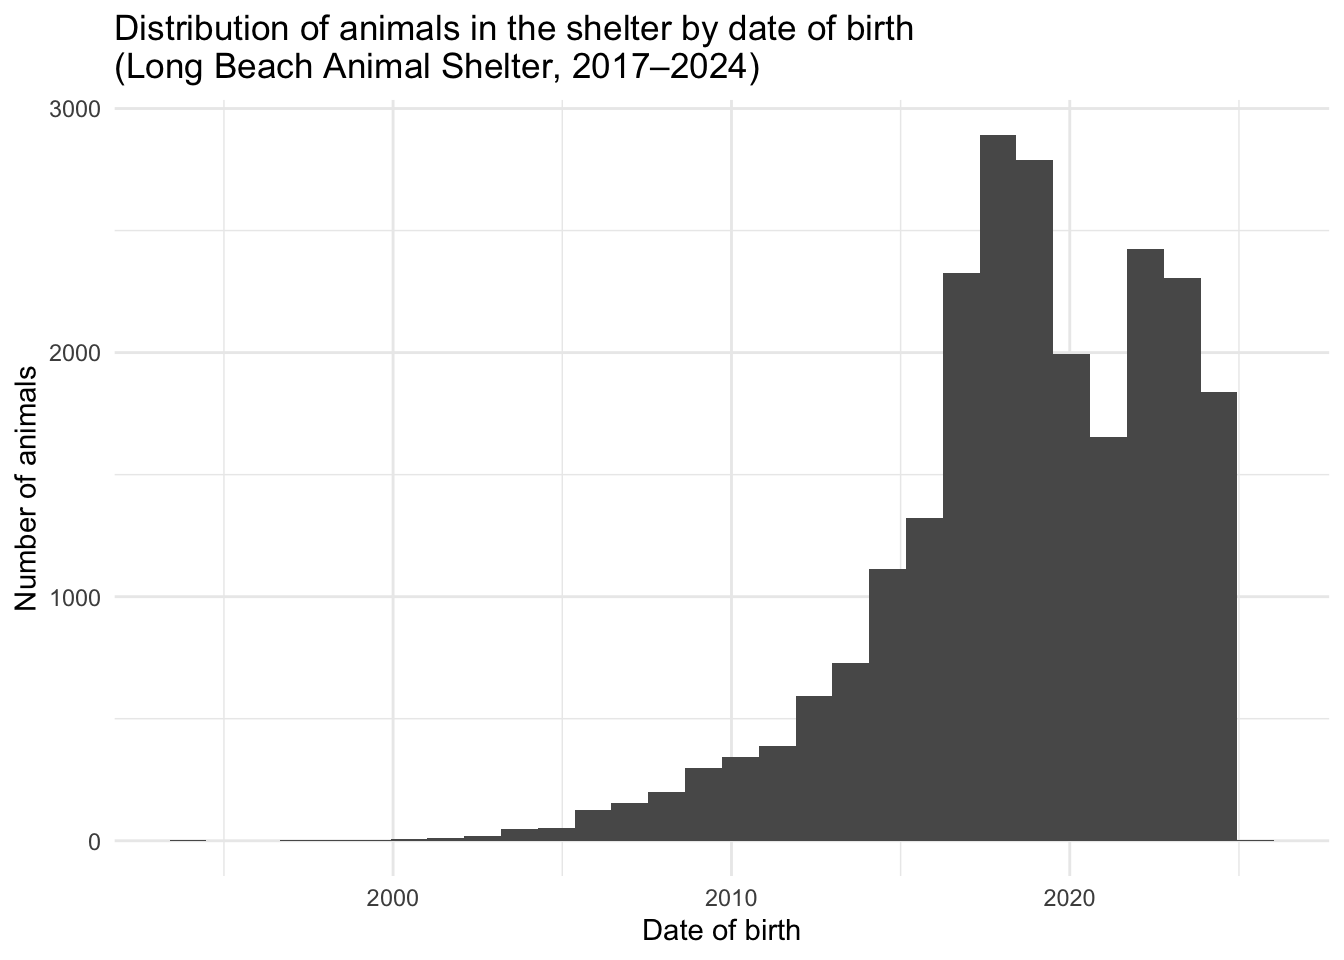 Distribution of animals in the shelter by date of birth
(Long Beach Animal Shelter, 2017–2024)
3000
2000
1000
0
Number of animals
2000
2010
2020
Date of birth